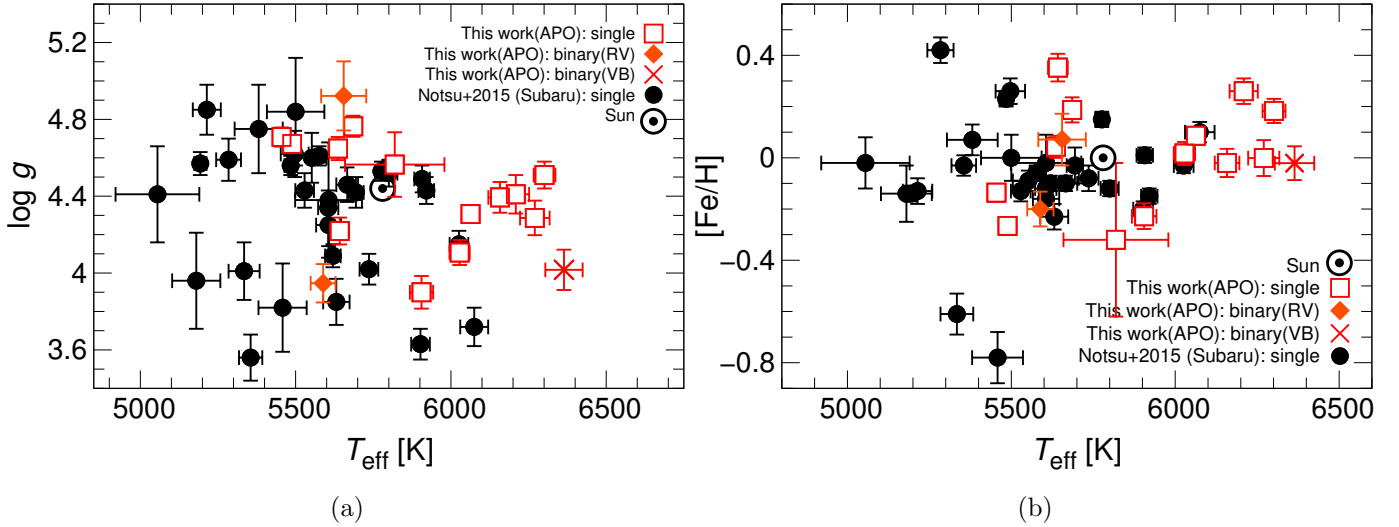 5.2
4.8
4.4
4
3.6
log g
This work(APO): single
This work(APO): binary(RV)
This work(APO): binary(VB)
Notsu+2015 (Subaru): single
Sun
5000
5500
6000
6500
T_eff [K]
(a)
0.4
0
−0.4
−0.8
[Fe/H]
Sun
This work(APO): single
This work(APO): binary(RV)
This work(APO): binary(VB)
Notsu+2015 (Subaru): single
5000
5500
6000
6500
T_eff [K]
(b)